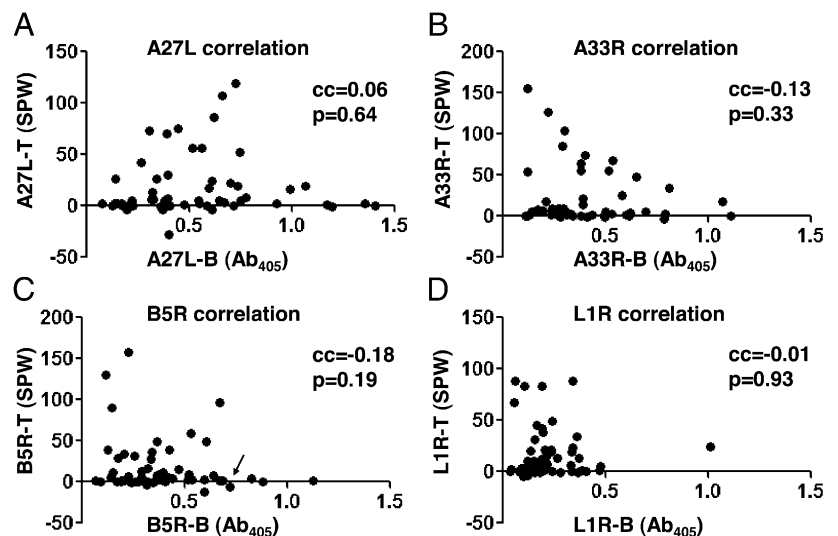 A
A27L correlation
cc=0.06
p=0.64
A27L-T (SPW)
150
100
50
0
-50
0.5
1.0
1.5
A27L-B (Ab405)
B
A33R correlation
cc=-0.13
p=0.33
A33R-T (SPW)
200
150
100
50
0
-50
0.5
1.0
1.5
A33R-B (Ab405)
C
B5R correlation
cc=-0.18
p=0.19
B5R-T (SPW)
200
150
100
50
0
-50
0.5
1.0
1.5
B5R-B (Ab405)
D
L1R correlation
cc=-0.01
p=0.93
L1R-T (SPW)
150
100
50
0
-50
0.5
1.0
1.5
L1R-B (Ab405)